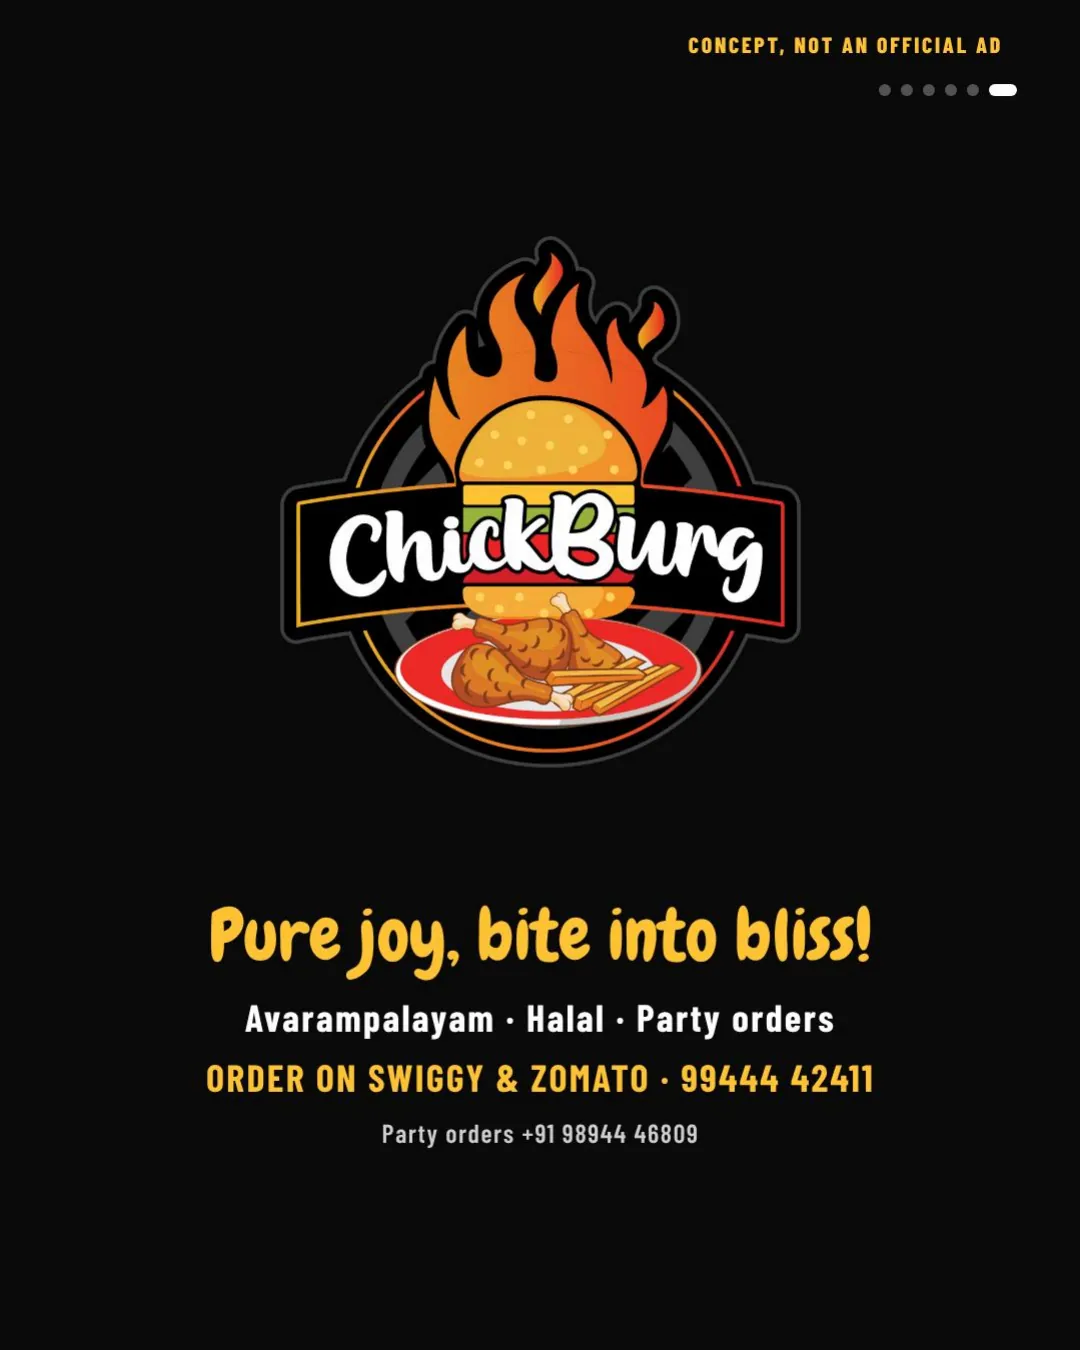 CONCEPT, NOT AN OFFICIAL AD
ChickBurg
Pure joy, bite into bliss!
Avarampalayam · Halal · Party orders
ORDER ON SWIGGY & ZOMATO · 99444 42411
Party orders +91 98944 46809